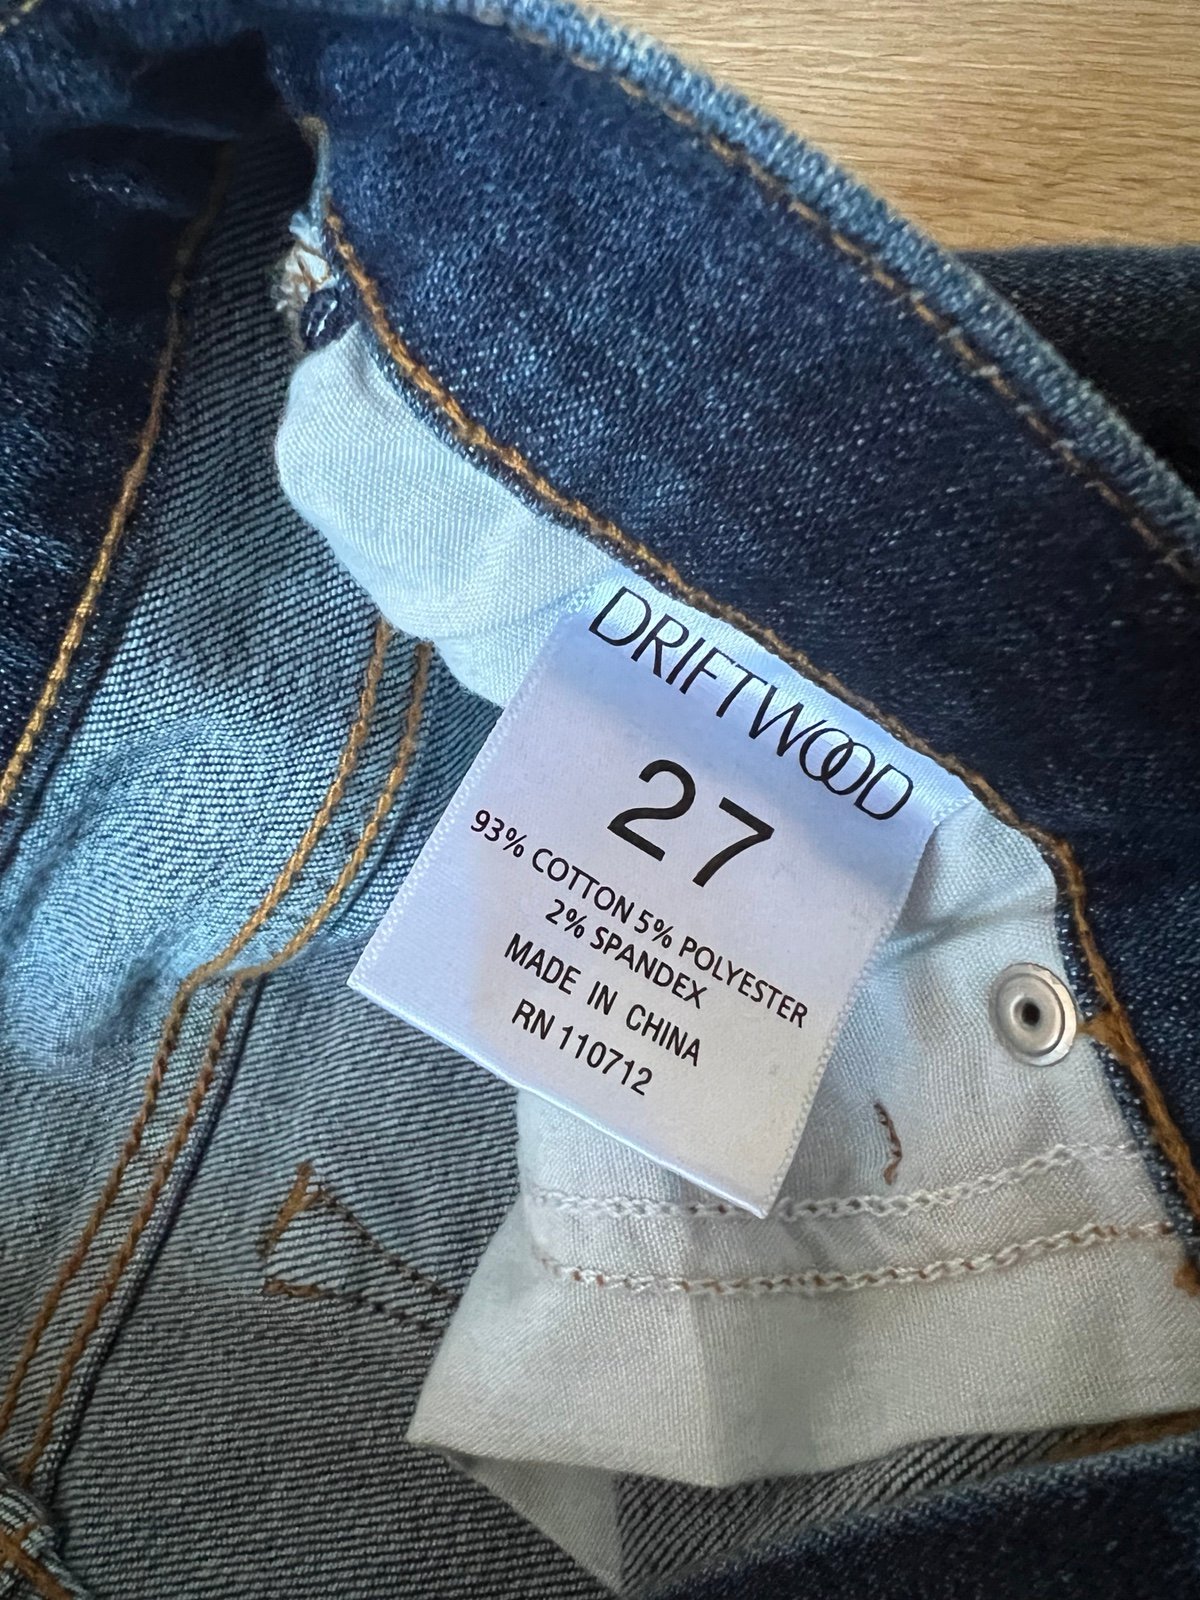 DRIFTWOOD
27
93% COTTON 5% POLYESTER
2% SPANDEX
MADE IN CHINA
RN 110712